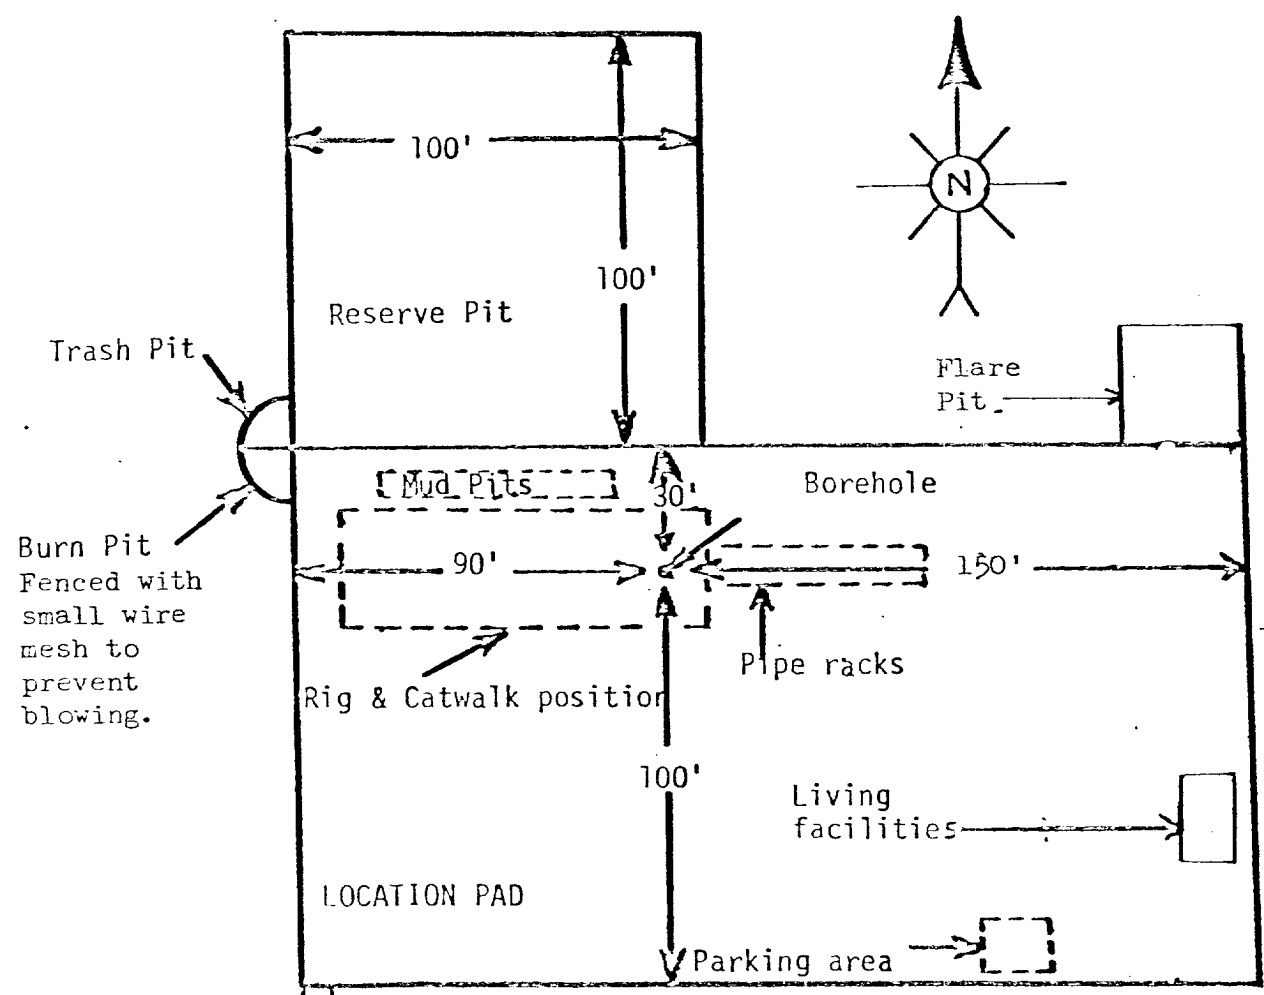 N
100'
100'
Reserve Pit
Trash Pit
Flare
Pit
Mud Pits
30'
Borehole
Burn Pit
Fenced with
small wire
mesh to
prevent
blowing.
90'
150'
Pipe racks
Rig & Catwalk position
100'
Living
facilities
LOCATION PAD
Parking area